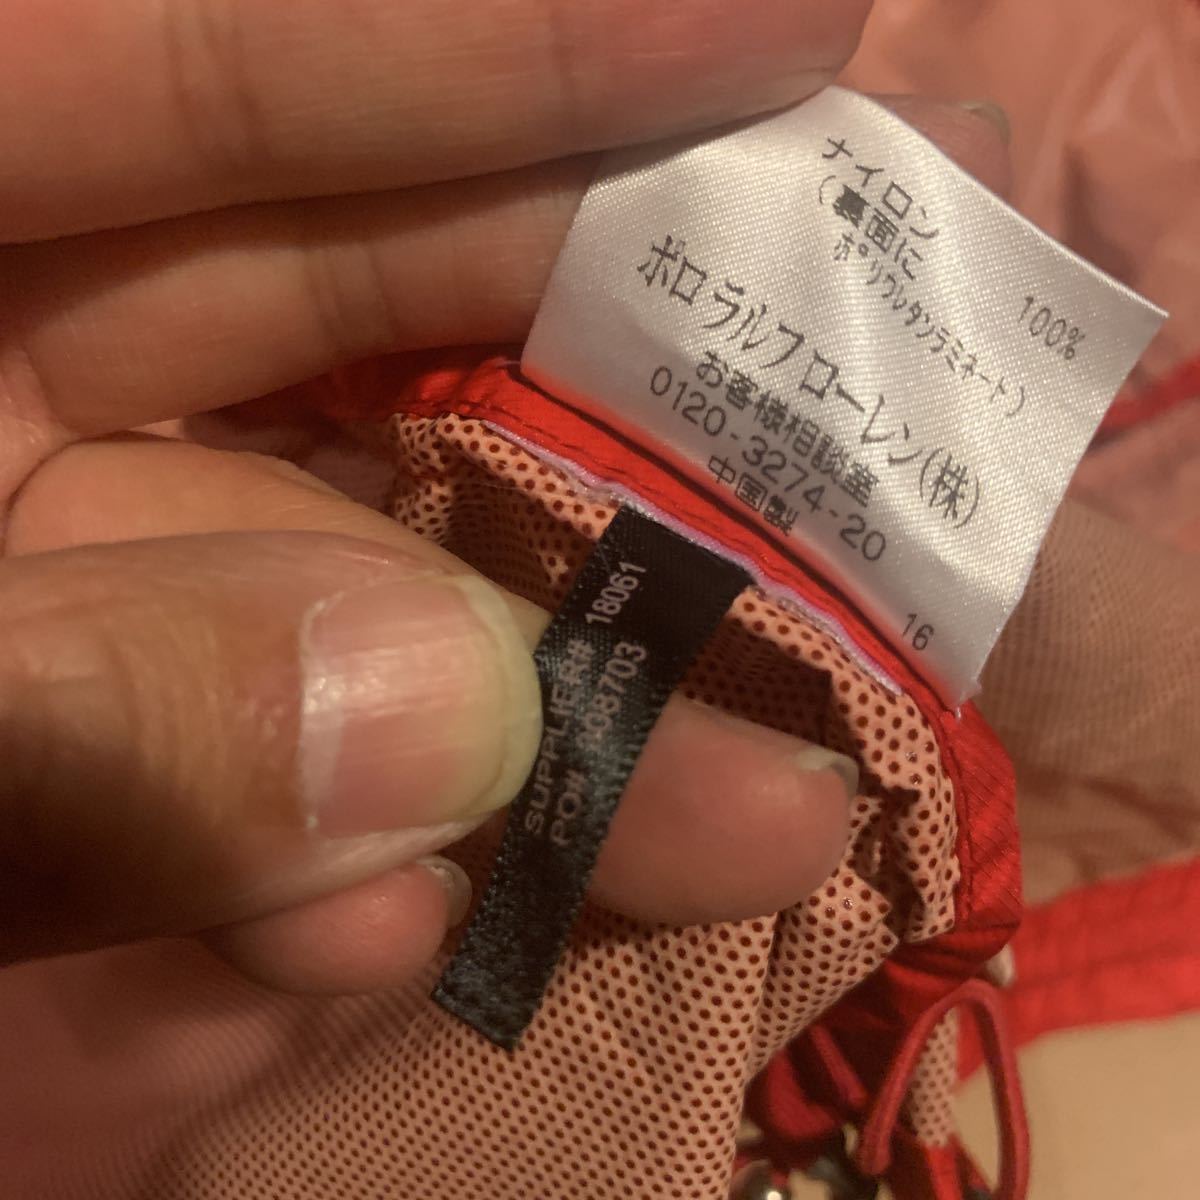 ナイロン 100%
(裏面に
ポリウレタンラミネート)
ポロ ラルフ ローレン(株)
お客様相談室
0120-3274-20
中国製
16
SUPPLIER# 18061
PO# 108703